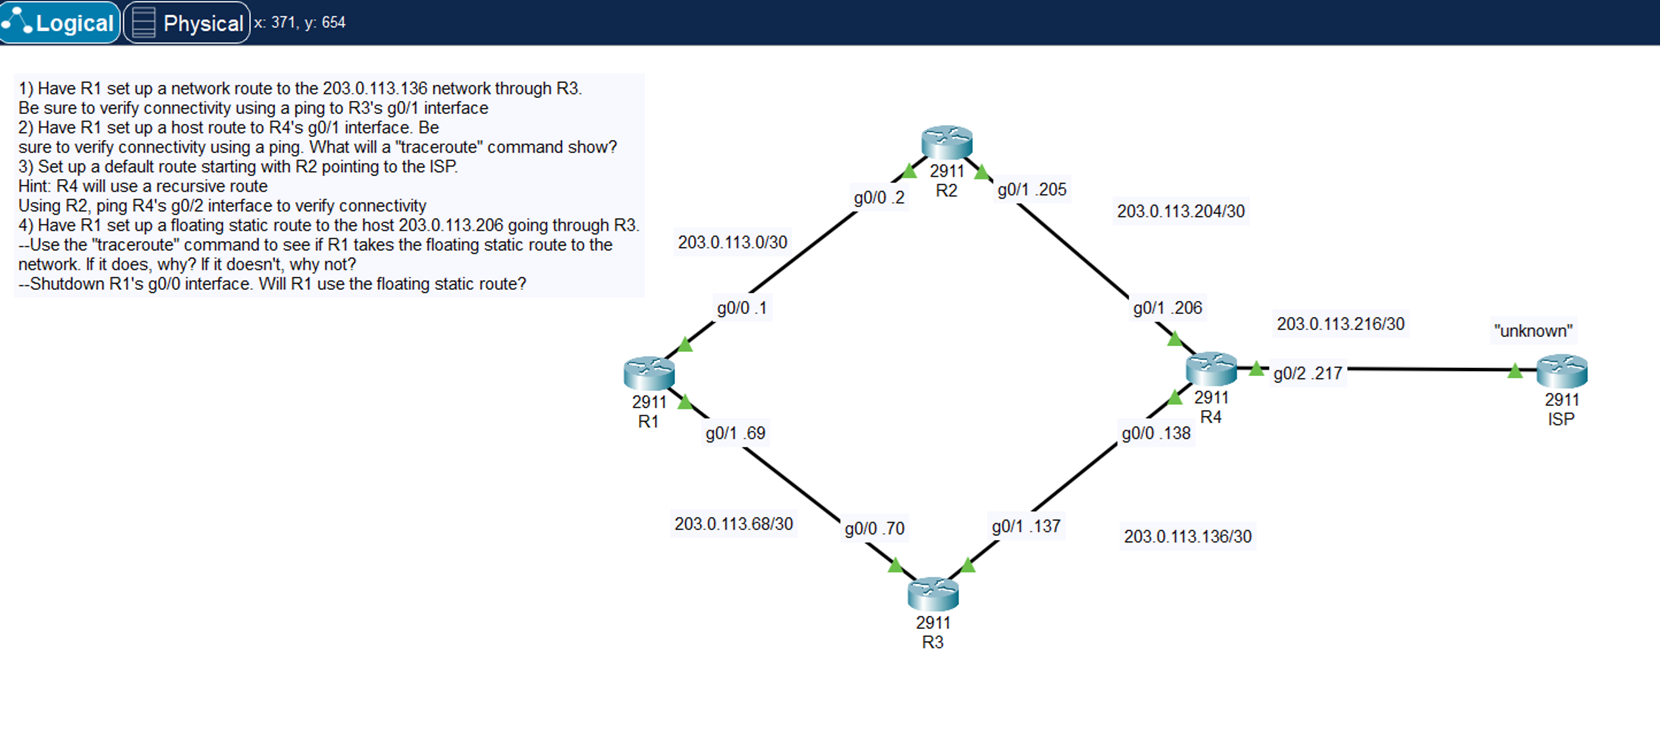 Logical Physical x: 371, y: 654
1) Have R1 set up a network route to the 203.0.113.136 network through R3.
Be sure to verify connectivity using a ping to R3's g0/1 interface
2) Have R1 set up a host route to R4's g0/1 interface. Be
sure to verify connectivity using a ping. What will a "traceroute" command show?
3) Set up a default route starting with R2 pointing to the ISP.
Hint: R4 will use a recursive route
Using R2, ping R4's g0/2 interface to verify connectivity
4) Have R1 set up a floating static route to the host 203.0.113.206 going through R3.
--Use the "traceroute" command to see if R1 takes the floating static route to the
network. If it does, why? If it doesn't, why not?
--Shutdown R1's g0/0 interface. Will R1 use the floating static route?
2911
R2
g0/0 .2
g0/1 .205
203.0.113.204/30
203.0.113.0/30
g0/0 .1
g0/1 .206
203.0.113.216/30
"unknown"
g0/2 .217
2911
R1
2911
R4
2911
ISP
g0/1 .69
g0/0 .138
203.0.113.68/30
g0/0 .70
g0/1 .137
203.0.113.136/30
2911
R3